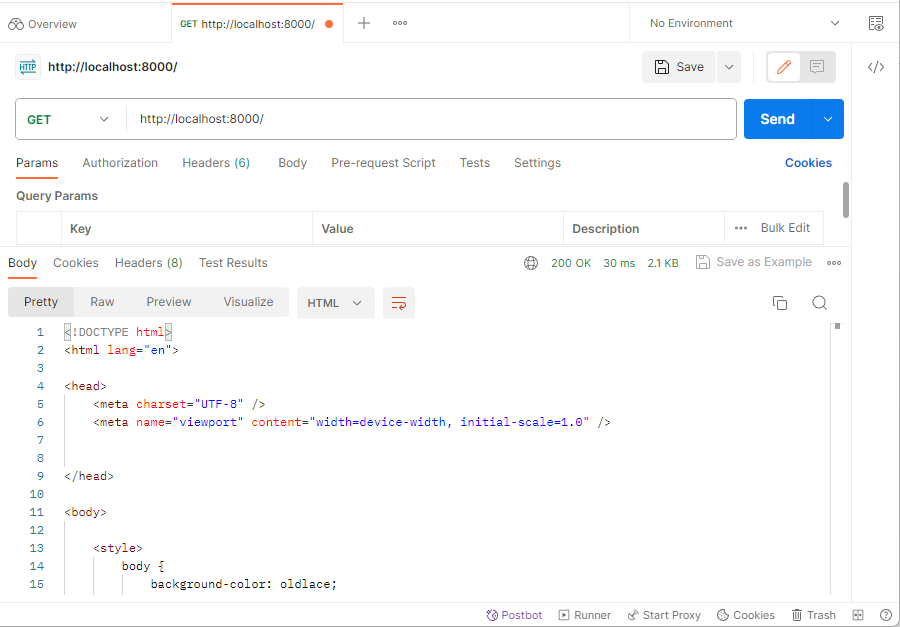 Overview GET http://localhost:8000/ No Environment
HTTP http://localhost:8000/ Save </>
GET http://localhost:8000/ Send
Params Authorization Headers (6) Body Pre-request Script Tests Settings Cookies
Query Params
Key Value Description Bulk Edit
Body Cookies Headers (8) Test Results 200 OK 30 ms 2.1 KB Save as Example
Pretty Raw Preview Visualize HTML
1 <!DOCTYPE html>
2 <html lang="en">
3
4 <head>
5 <meta charset="UTF-8" />
6 <meta name="viewport" content="width=device-width, initial-scale=1.0" />
7
8
9 </head>
10
11 <body>
12
13 <style>
14 body {
15 background-color: oldlace;
Postbot Runner Start Proxy Cookies Trash